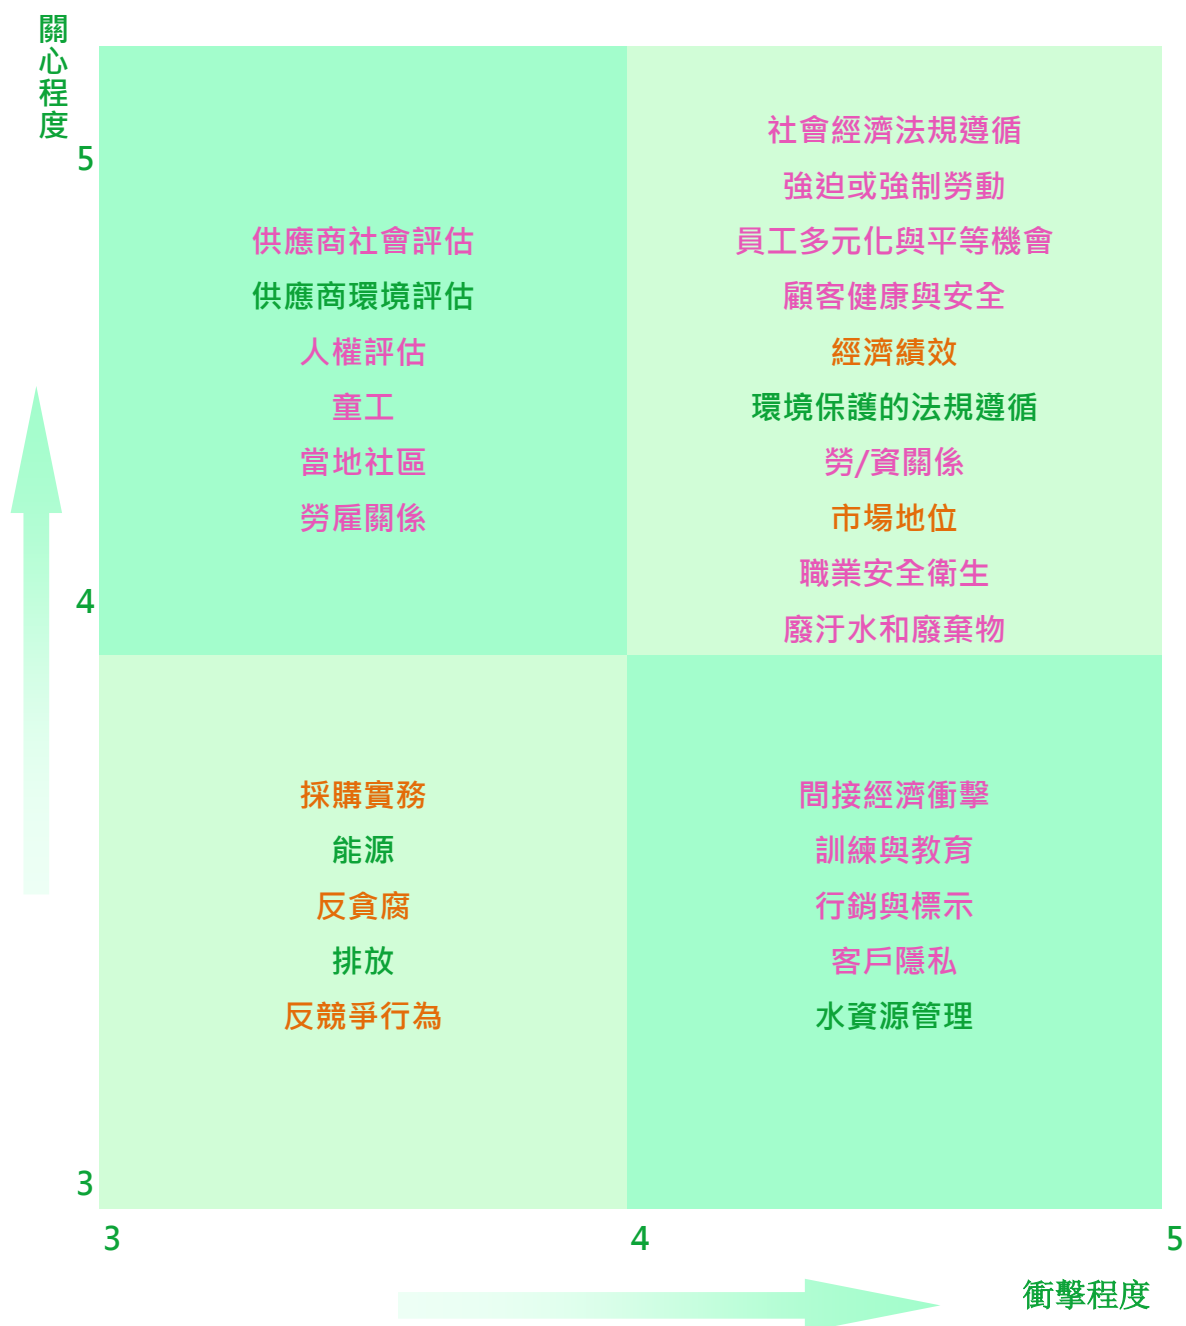 關心程度
5
4
3
供應商社會評估
供應商環境評估
人權評估
童工
當地社區
勞雇關係
社會經濟法規遵循
強迫或強制勞動
員工多元化與平等機會
顧客健康與安全
經濟績效
環境保護的法規遵循
勞/資關係
市場地位
職業安全衛生
廢汙水和廢棄物
採購實務
能源
反貪腐
排放
反競爭行為
間接經濟衝擊
訓練與教育
行銷與標示
客戶隱私
水資源管理
3
4
5
衝擊程度